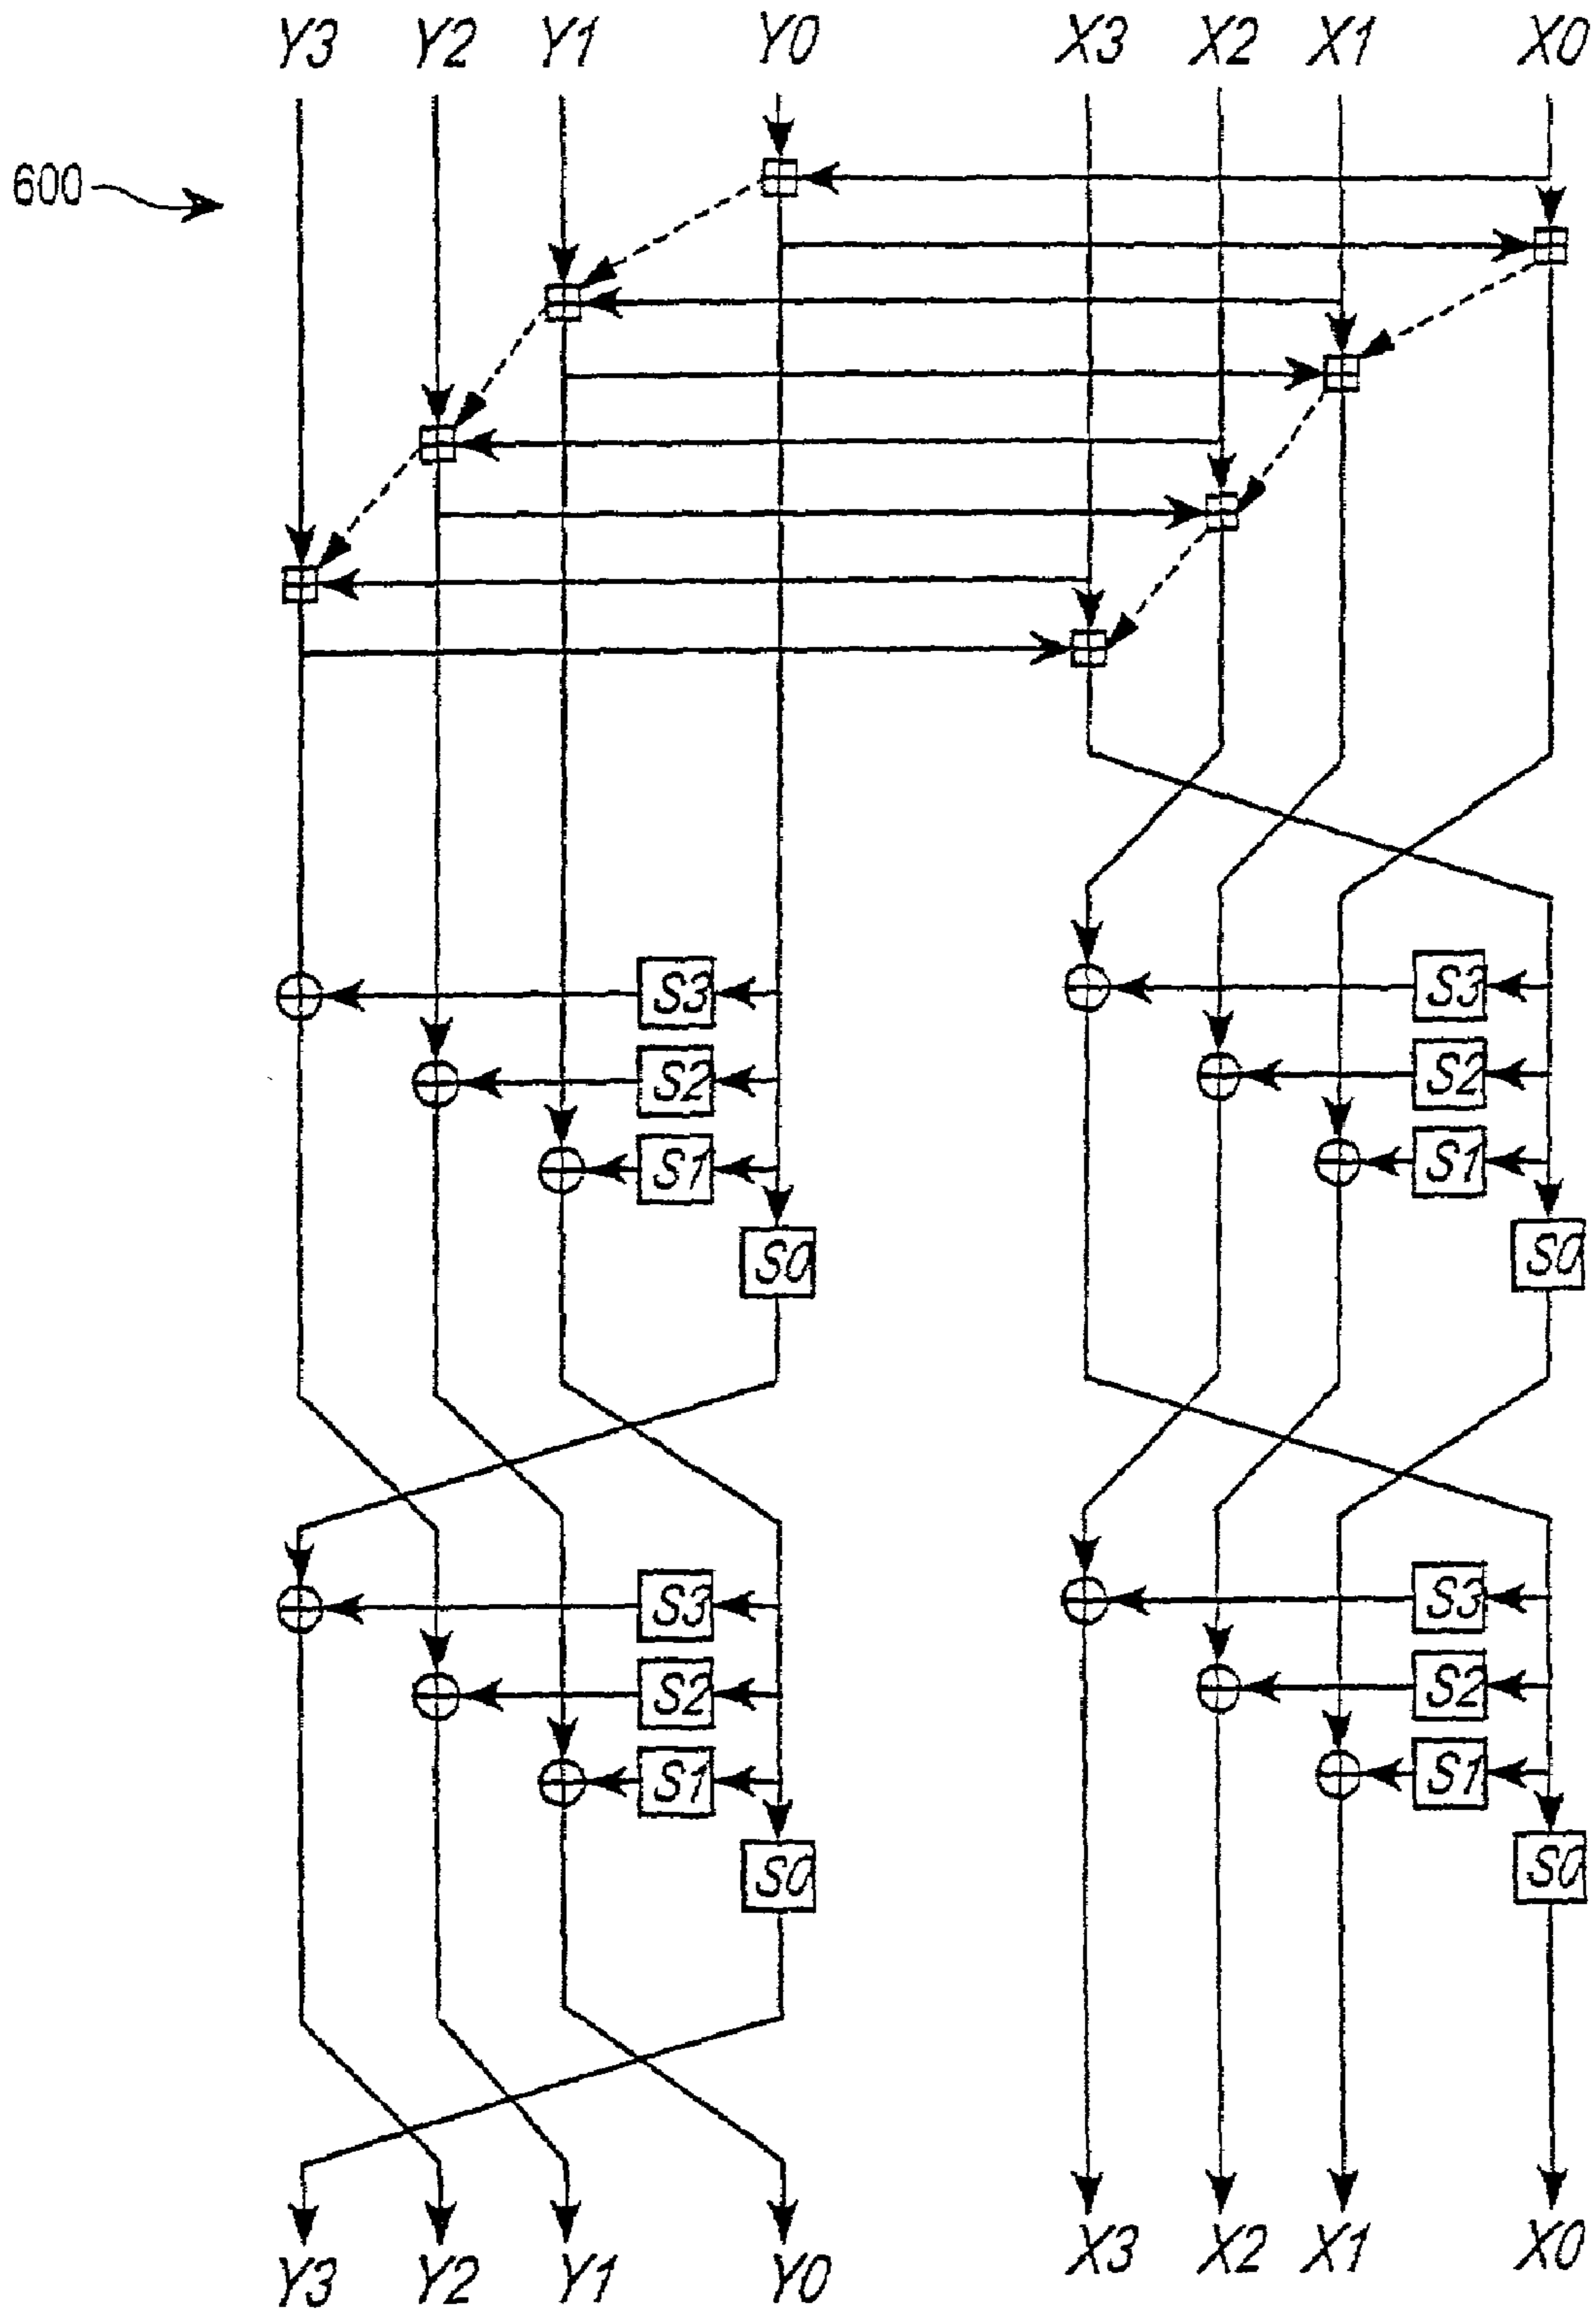 Y3 Y2 Y1 Y0 X3 X2 X1 X0
600
S3 S3
S2 S2
S1 S1
S0 S0
S3 S3
S2 S2
S1 S1
S0 S0
Y3 Y2 Y1 Y0 X3 X2 X1 X0